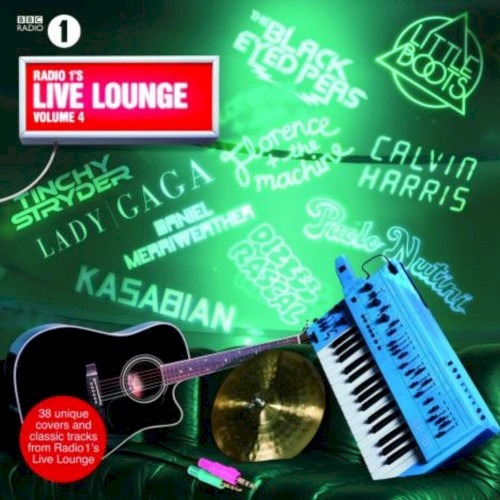 BBC
RADIO
1
RADIO 1'S
LIVE LOUNGE
VOLUME 4
THE
BLACK
EYED PEAS
LITTLE
BOOTS
Florence
+ the
machine
CALVIN
HARRIS
TINCHY
STRYDER
LADY|GAGA
DANIEL
MERRIWEATHER
DIZZEE
RASCAL
Paolo Nutini
KASABIAN
38 unique
covers and
classic tracks
from Radio 1's
Live Lounge